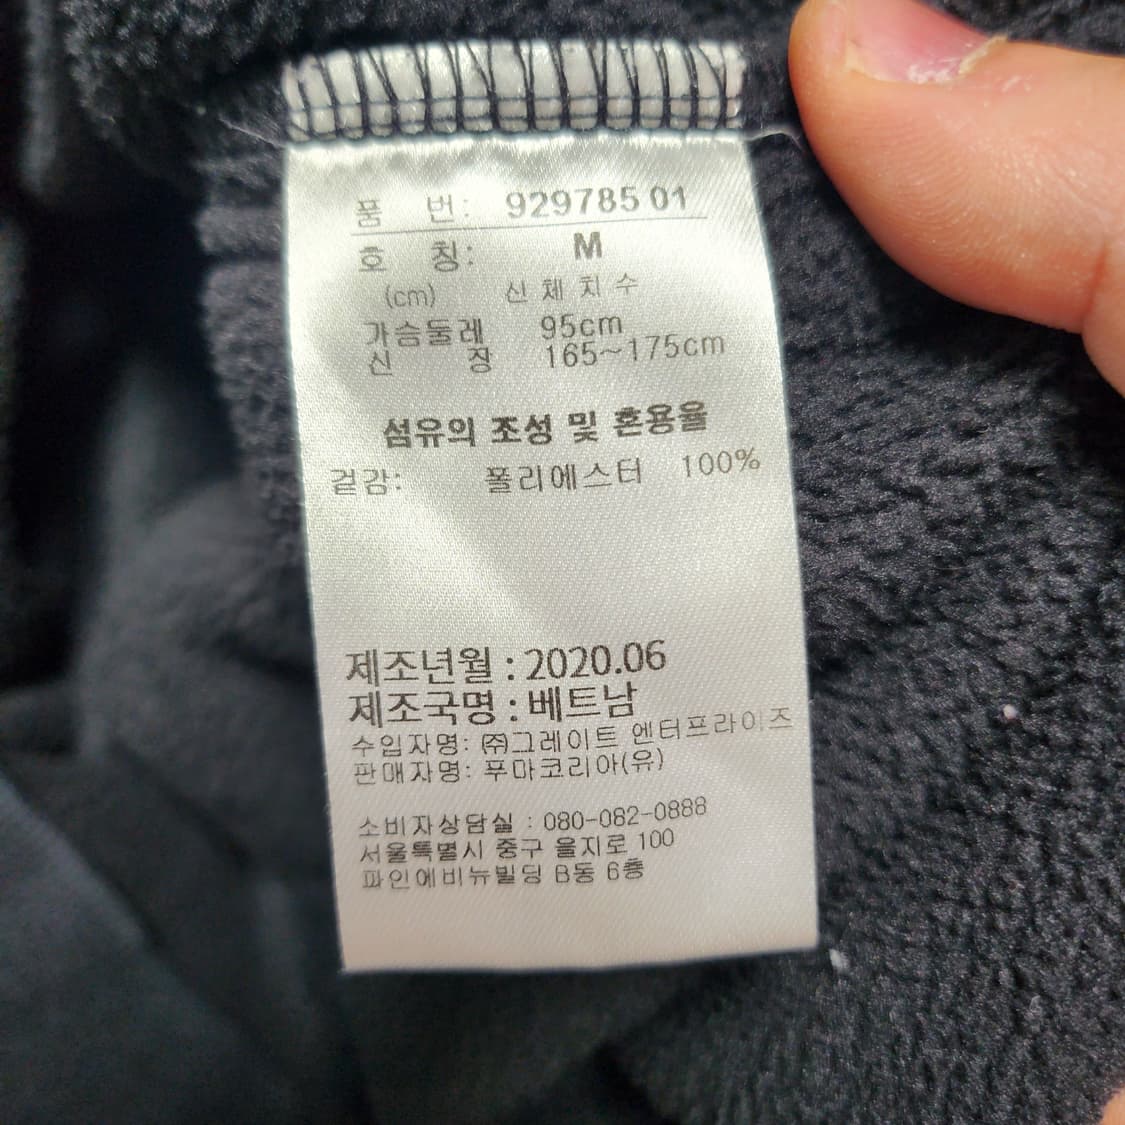 품 번: 929785 01
호 칭: M
(cm) 신체치수
가슴둘레 95cm
신 장 165~175cm
섬유의 조성 및 혼용율
겉감: 폴리에스터 100%
제조년월 : 2020.06
제조국명 : 베트남
수입자명: ㈜그레이트 엔터프라이즈
판매자명: 푸마코리아(유)
소비자상담실 : 080-082-0888
서울특별시 중구 을지로 100
파인에비뉴빌딩 B동 6층